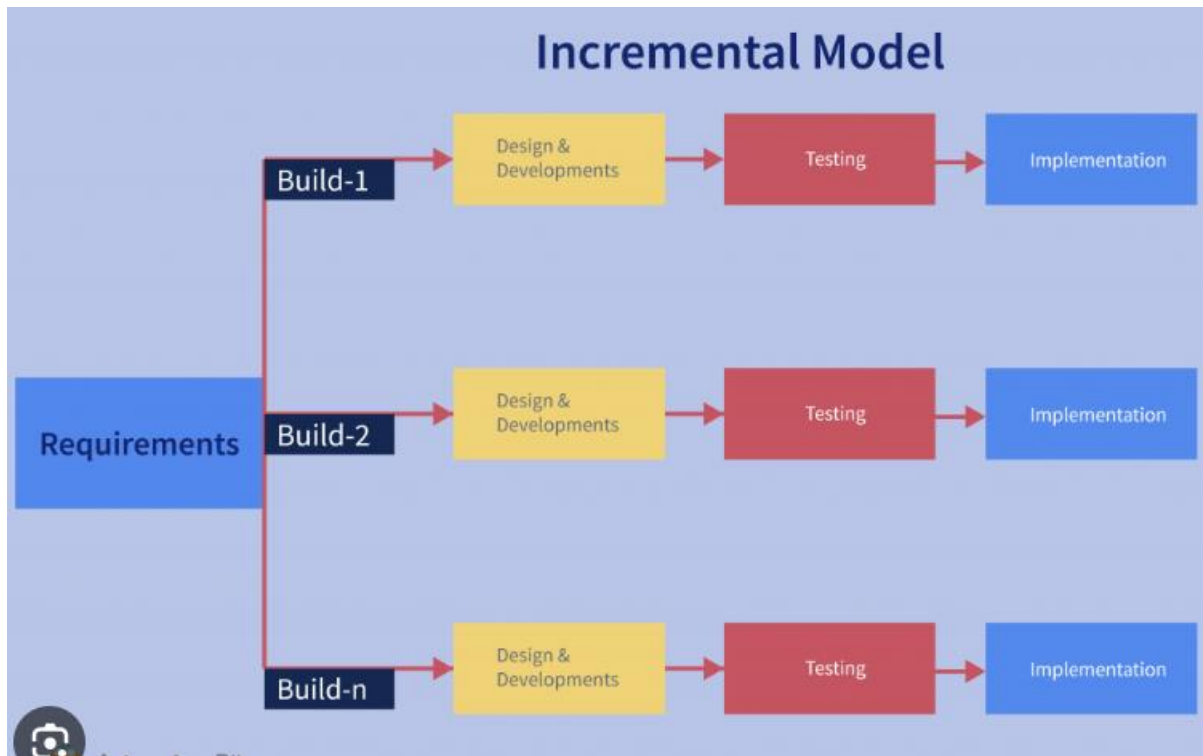 Incremental Model
Build-1
Design &
Developments
Testing
Implementation
Requirements
Build-2
Design &
Developments
Testing
Implementation
Build-n
Design &
Developments
Testing
Implementation